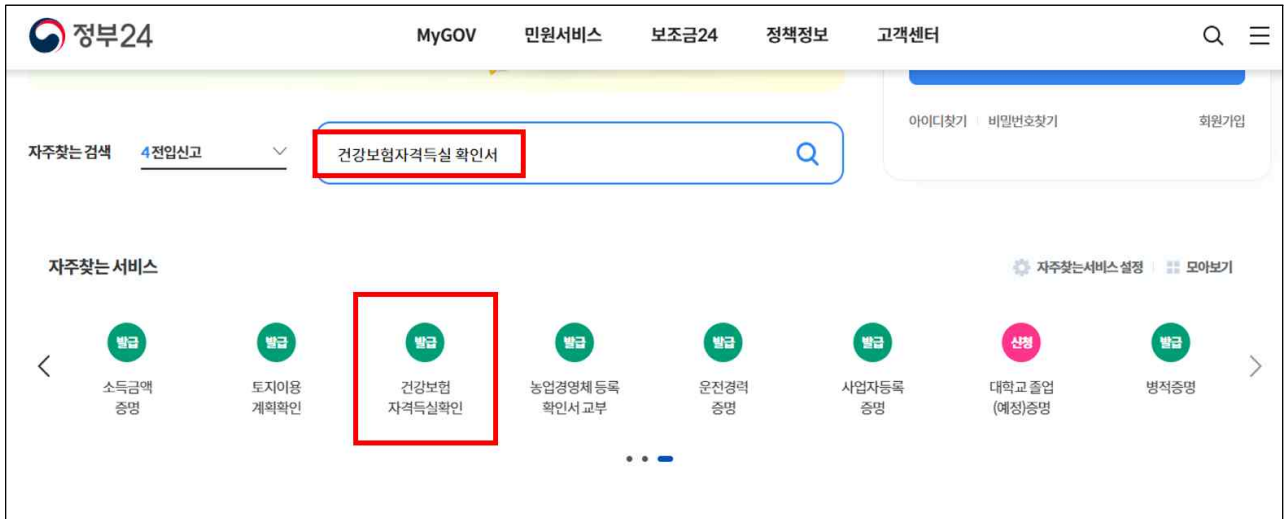 정부24
MyGOV 민원서비스 보조금24 정책정보 고객센터
아이디찾기 비밀번호찾기 회원가입
자주찾는 검색 4 전입신고 건강보험자격득실 확인서
자주찾는 서비스 자주찾는서비스 설정 모아보기
발급 발급 발급 발급 발급 발급 신청 발급
소득금액 토지이용 건강보험 농업경영체 등록 운전경력 사업자등록 대학교 졸업 병적증명
증명 계획확인 자격득실확인 확인서 교부 증명 증명 (예정)증명